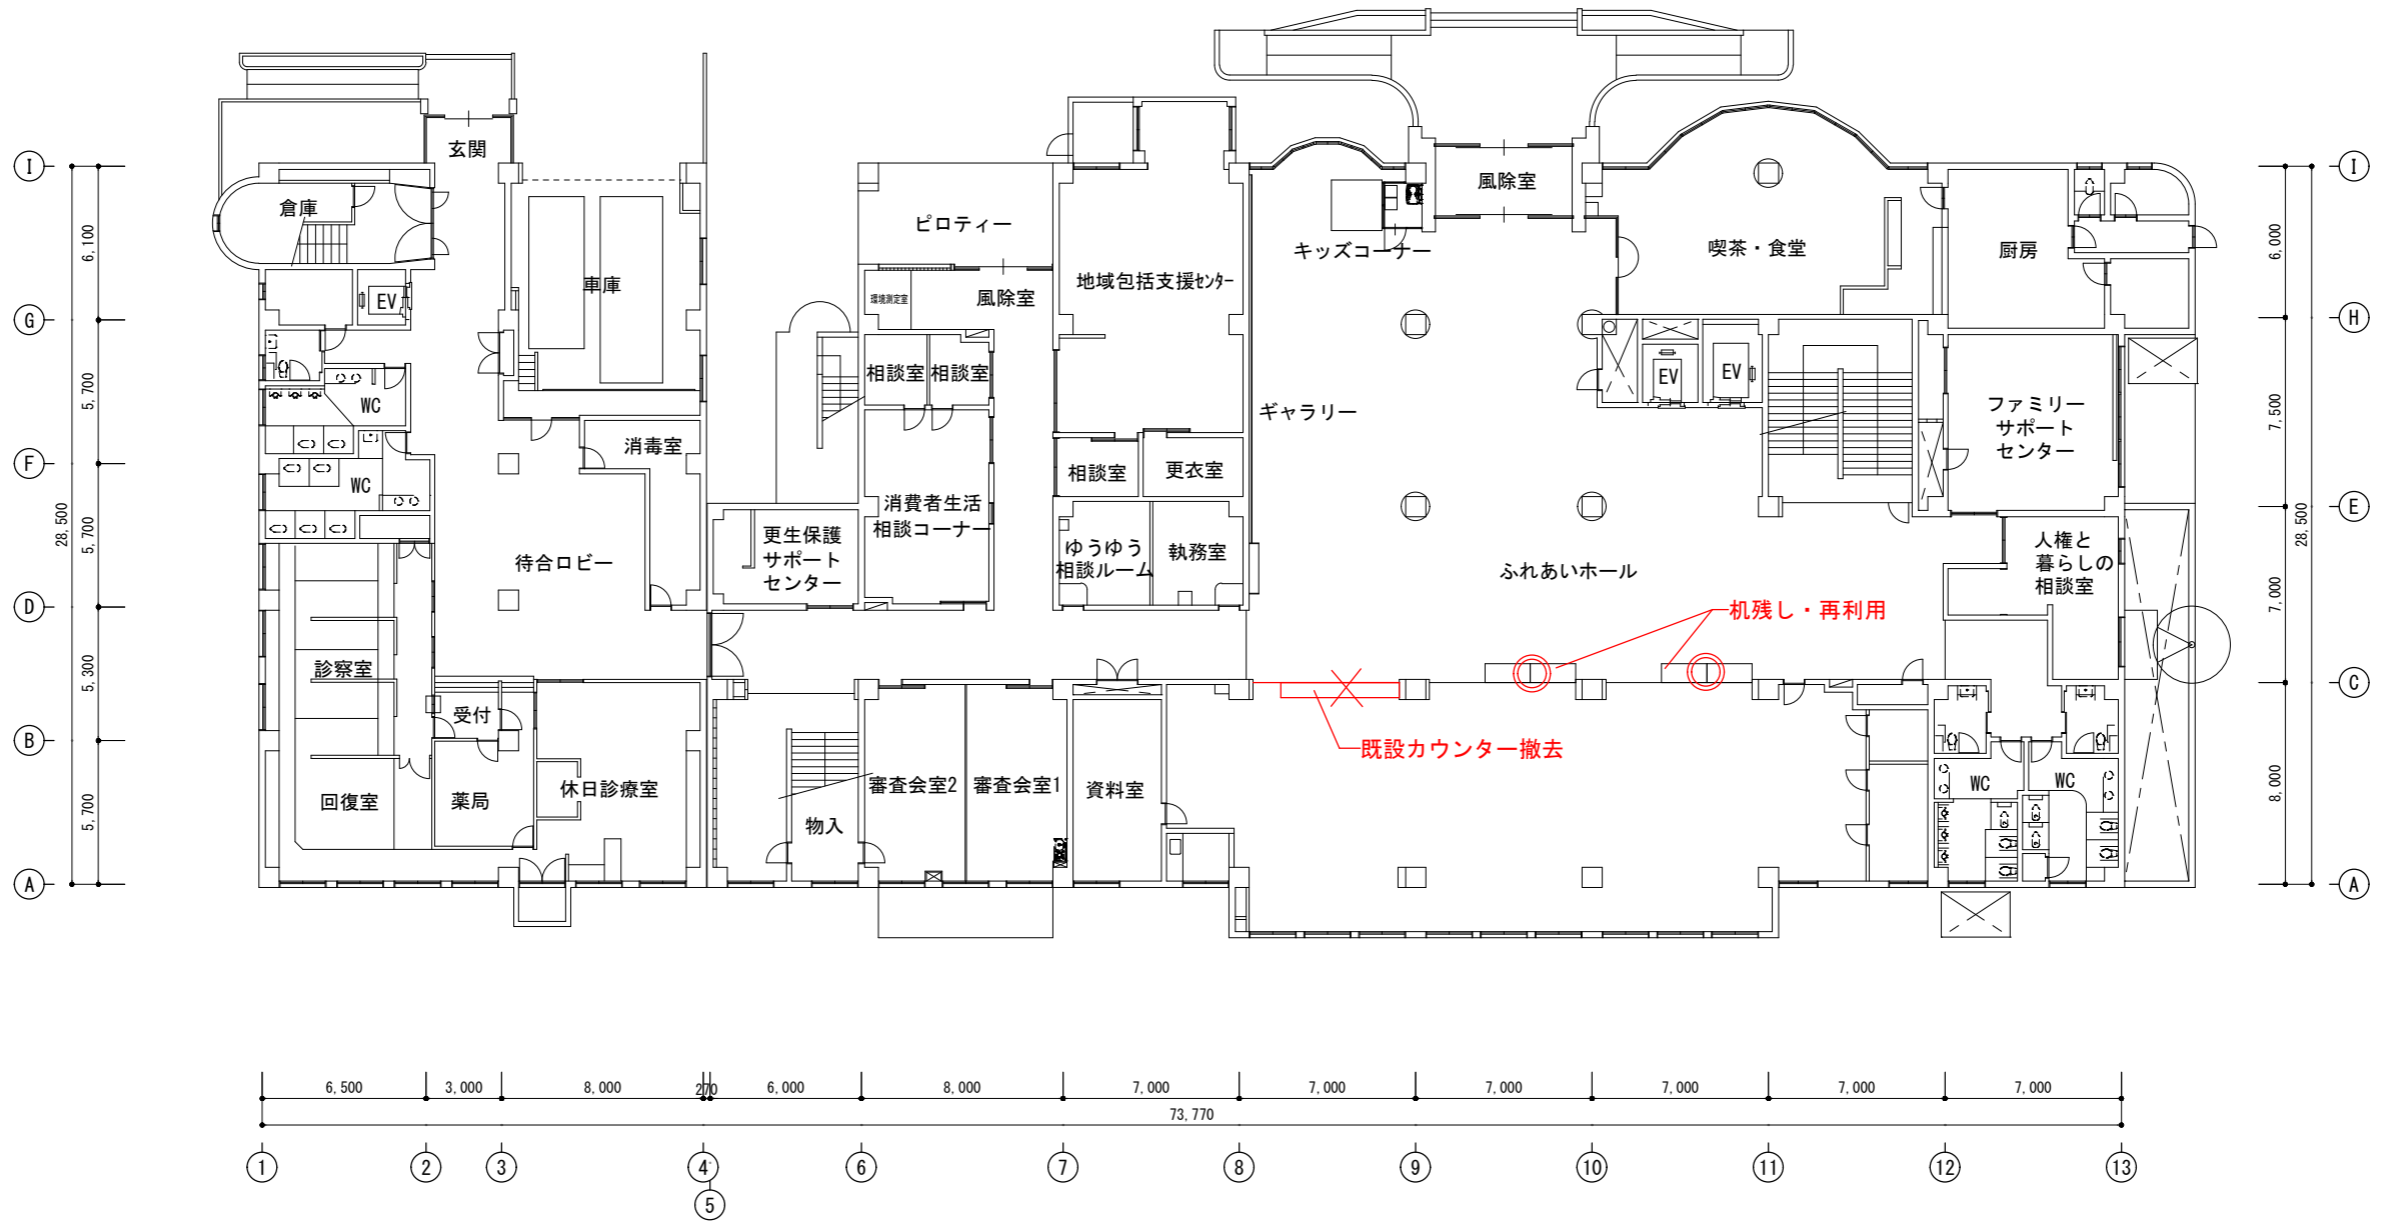 玄関
I
I
風除室
倉庫
ピロティー
キッズコーナー
喫茶・食堂
厨房
6,100
6,000
車庫
地域包括支援ｾﾝﾀｰ
EV
環境測定室
風除室
G
H
相談室
相談室
EV
EV
5,700
WC
ギャラリー
ファミリー
サポート
センター
7,500
消毒室
F
相談室
更衣室
WC
消費者生活
相談コーナー
E
28,500
28,500
5,700
待合ロビー
更生保護
サポート
センター
ゆうゆう
相談ルーム
執務室
ふれあいホール
人権と
暮らしの
相談室
D
机残し・再利用
7,000
診察室
5,300
C
受付
B
既設カウンター撤去
休日診療室
審査会室2
審査会室1
資料室
WC
WC
8,000
回復室
薬局
物入
5,700
A
A
6,500
3,000
8,000
270
6,000
8,000
7,000
7,000
7,000
7,000
7,000
7,000
73,770
1
2
3
4
6
7
8
9
10
11
12
13
5